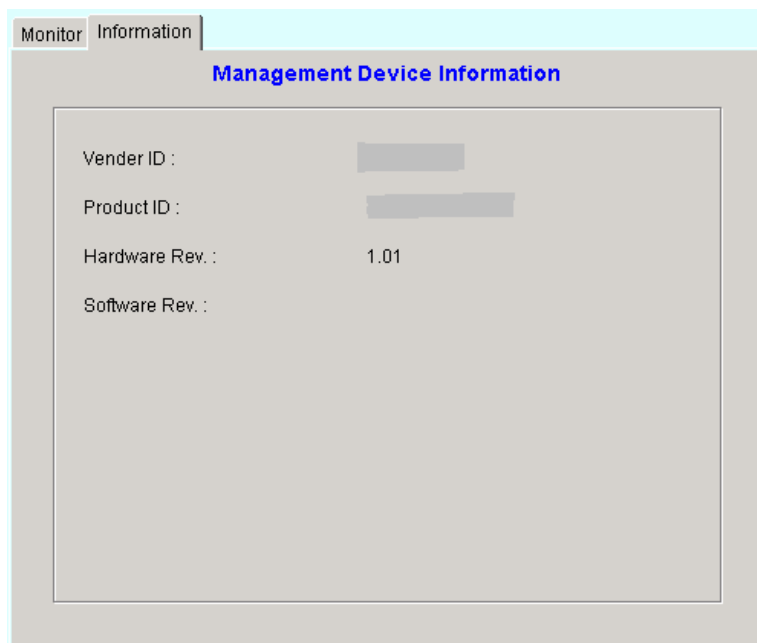 Monitor Information
Management Device Information
Vender ID :
Product ID :
Hardware Rev. : 1.01
Software Rev. :